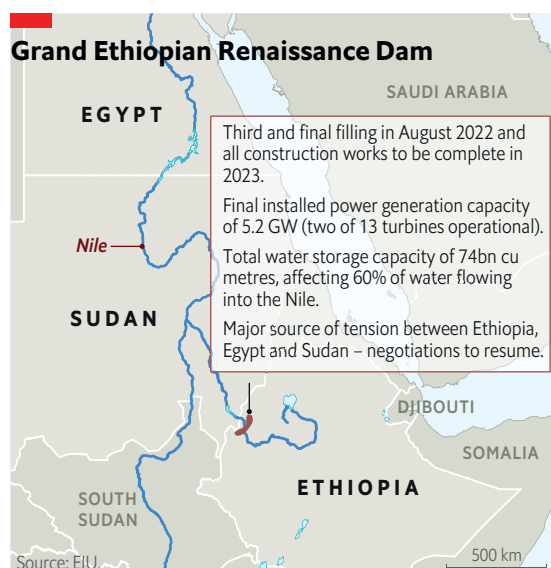 Grand Ethiopian Renaissance Dam
SAUDI ARABIA
EGYPT
Third and final filling in August 2022 and
all construction works to be complete in
2023.
Final installed power generation capacity
of 5.2 GW (two of 13 turbines operational).
Total water storage capacity of 74bn cu
metres, affecting 60% of water flowing
into the Nile.
Major source of tension between Ethiopia,
Egypt and Sudan – negotiations to resume.
Nile
SUDAN
DJIBOUTI
SOMALIA
ETHIOPIA
SOUTH
SUDAN
Source: EIU.
500 km